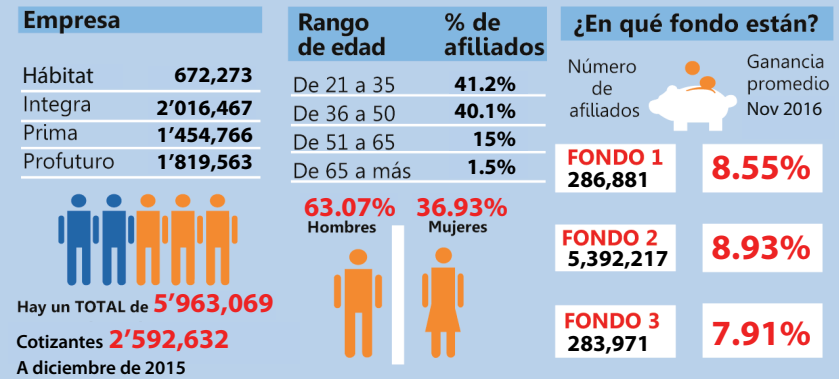 Empresa
Hábitat 672,273
Integra 2’016,467
Prima 1’454,766
Profuturo 1’819,563
Hay un TOTAL de 5’963,069
Cotizantes 2’592,632
A diciembre de 2015
Rango de edad
% de afiliados
De 21 a 35 41.2%
De 36 a 50 40.1%
De 51 a 65 15%
De 65 a más 1.5%
63.07% 36.93%
Hombres Mujeres
¿En qué fondo están?
Número
de
afiliados
Ganancia
promedio
Nov 2016
FONDO 1
286,881
8.55%
FONDO 2
5,392,217
8.93%
FONDO 3
283,971
7.91%